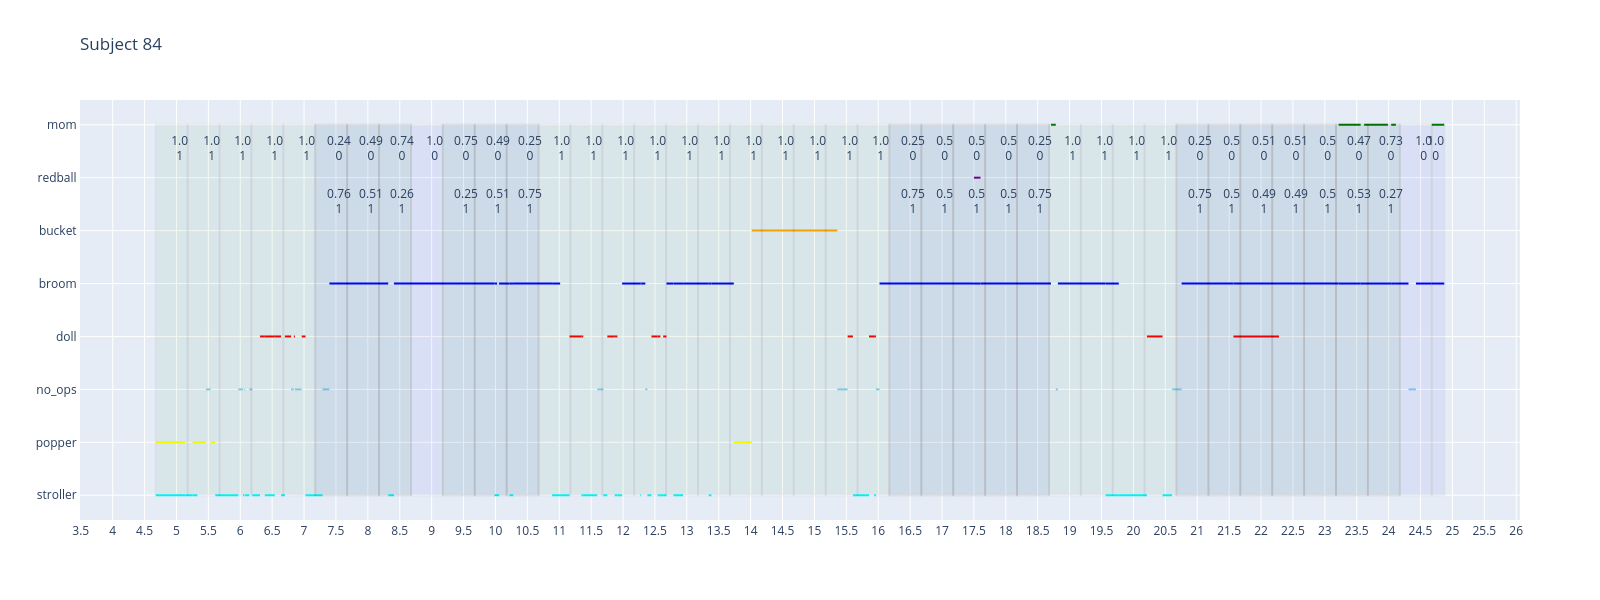 Subject 84
mom
1.0 1.0 1.0 1.0 1.0 0.24 0.49 0.74 1.0 0.75 0.49 0.25 1.0 1.0 1.0 1.0 1.0 1.0 1.0 1.0 1.0 1.0 1.0 0.25 0.5 0.5 0.5 0.25 1.0 1.0 1.0 1.0 0.25 0.5 0.51 0.51 0.5 0.47 0.73 1.0 1.0
1 1 1 1 1 0 0 0 0 0 0 0 1 1 1 1 1 1 1 1 1 1 1 0 0 0 0 0 1 1 1 1 0 0 0 0 0 0 0 0 0
redball
0.76 0.51 0.26 0.25 0.51 0.75 0.75 0.5 0.5 0.5 0.75 0.75 0.5 0.49 0.49 0.5 0.53 0.27
1 1 1 1 1 1 1 1 1 1 1 1 1 1 1 1 1 1
bucket
broom
doll
no_ops
popper
stroller
3.5 4 4.5 5 5.5 6 6.5 7 7.5 8 8.5 9 9.5 10 10.5 11 11.5 12 12.5 13 13.5 14 14.5 15 15.5 16 16.5 17 17.5 18 18.5 19 19.5 20 20.5 21 21.5 22 22.5 23 23.5 24 24.5 25 25.5 26